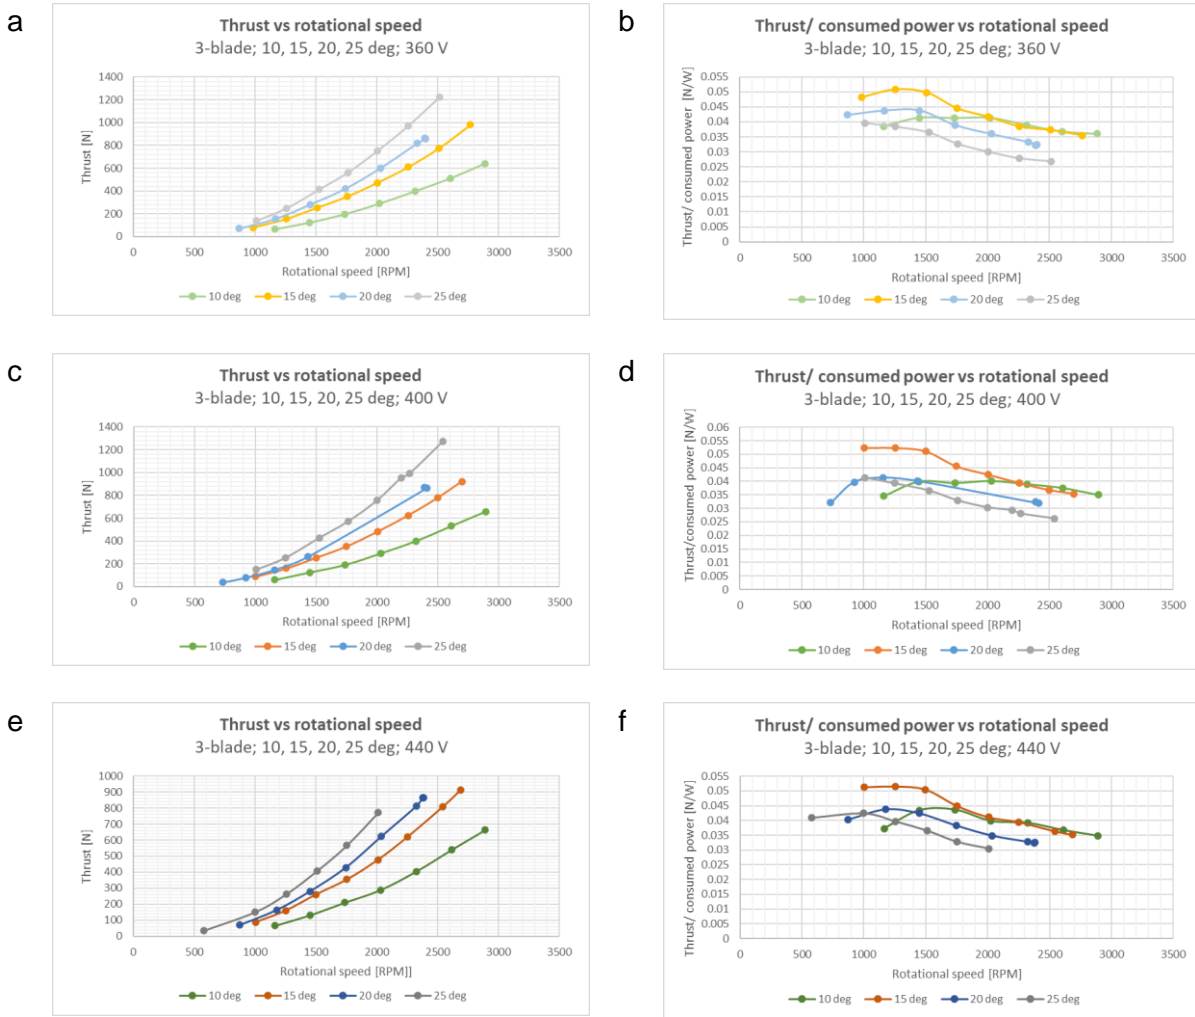 a
Thrust vs rotational speed
3-blade; 10, 15, 20, 25 deg; 360 V
Thrust [N]
1400
1200
1000
800
600
400
200
0
0 500 1000 1500 2000 2500 3000 3500
Rotational speed [RPM]
10 deg 15 deg 20 deg 25 deg
b
Thrust/ consumed power vs rotational speed
3-blade; 10, 15, 20, 25 deg; 360 V
Thrust/ consumed power [N/W]
0.055
0.05
0.045
0.04
0.035
0.03
0.025
0.02
0.015
0.01
0.005
0
0 500 1000 1500 2000 2500 3000 3500
Rotational speed [RPM]
10 deg 15 deg 20 deg 25 deg
c
Thrust vs rotational speed
3-blade; 10, 15, 20, 25 deg; 400 V
Thrust [N]
1400
1200
1000
800
600
400
200
0
0 500 1000 1500 2000 2500 3000 3500
Rotational speed [RPM]
10 deg 15 deg 20 deg 25 deg
d
Thrust/ consumed power vs rotational speed
3-blade; 10, 15, 20, 25 deg; 400 V
Thrust/consumed power [N/W]
0.06
0.055
0.05
0.045
0.04
0.035
0.03
0.025
0.02
0.015
0.01
0.005
0
0 500 1000 1500 2000 2500 3000 3500
Rotational speed [RPM]
10 deg 15 deg 20 deg 25 deg
e
Thrust vs rotational speed
3-blade; 10, 15, 20, 25 deg; 440 V
Thrust [N]
1000
900
800
700
600
500
400
300
200
100
0
0 500 1000 1500 2000 2500 3000 3500
Rotational speed [RPM]]
10 deg 15 deg 20 deg 25 deg
f
Thrust/ consumed power vs rotational speed
3-blade; 10, 15, 20, 25 deg; 440 V
Thrust/ consumed power [N/W]
0.055
0.05
0.045
0.04
0.035
0.03
0.025
0.02
0.015
0.01
0.005
0
0 500 1000 1500 2000 2500 3000 3500
Rotational speed [RPM]
10 deg 15 deg 20 deg 25 deg